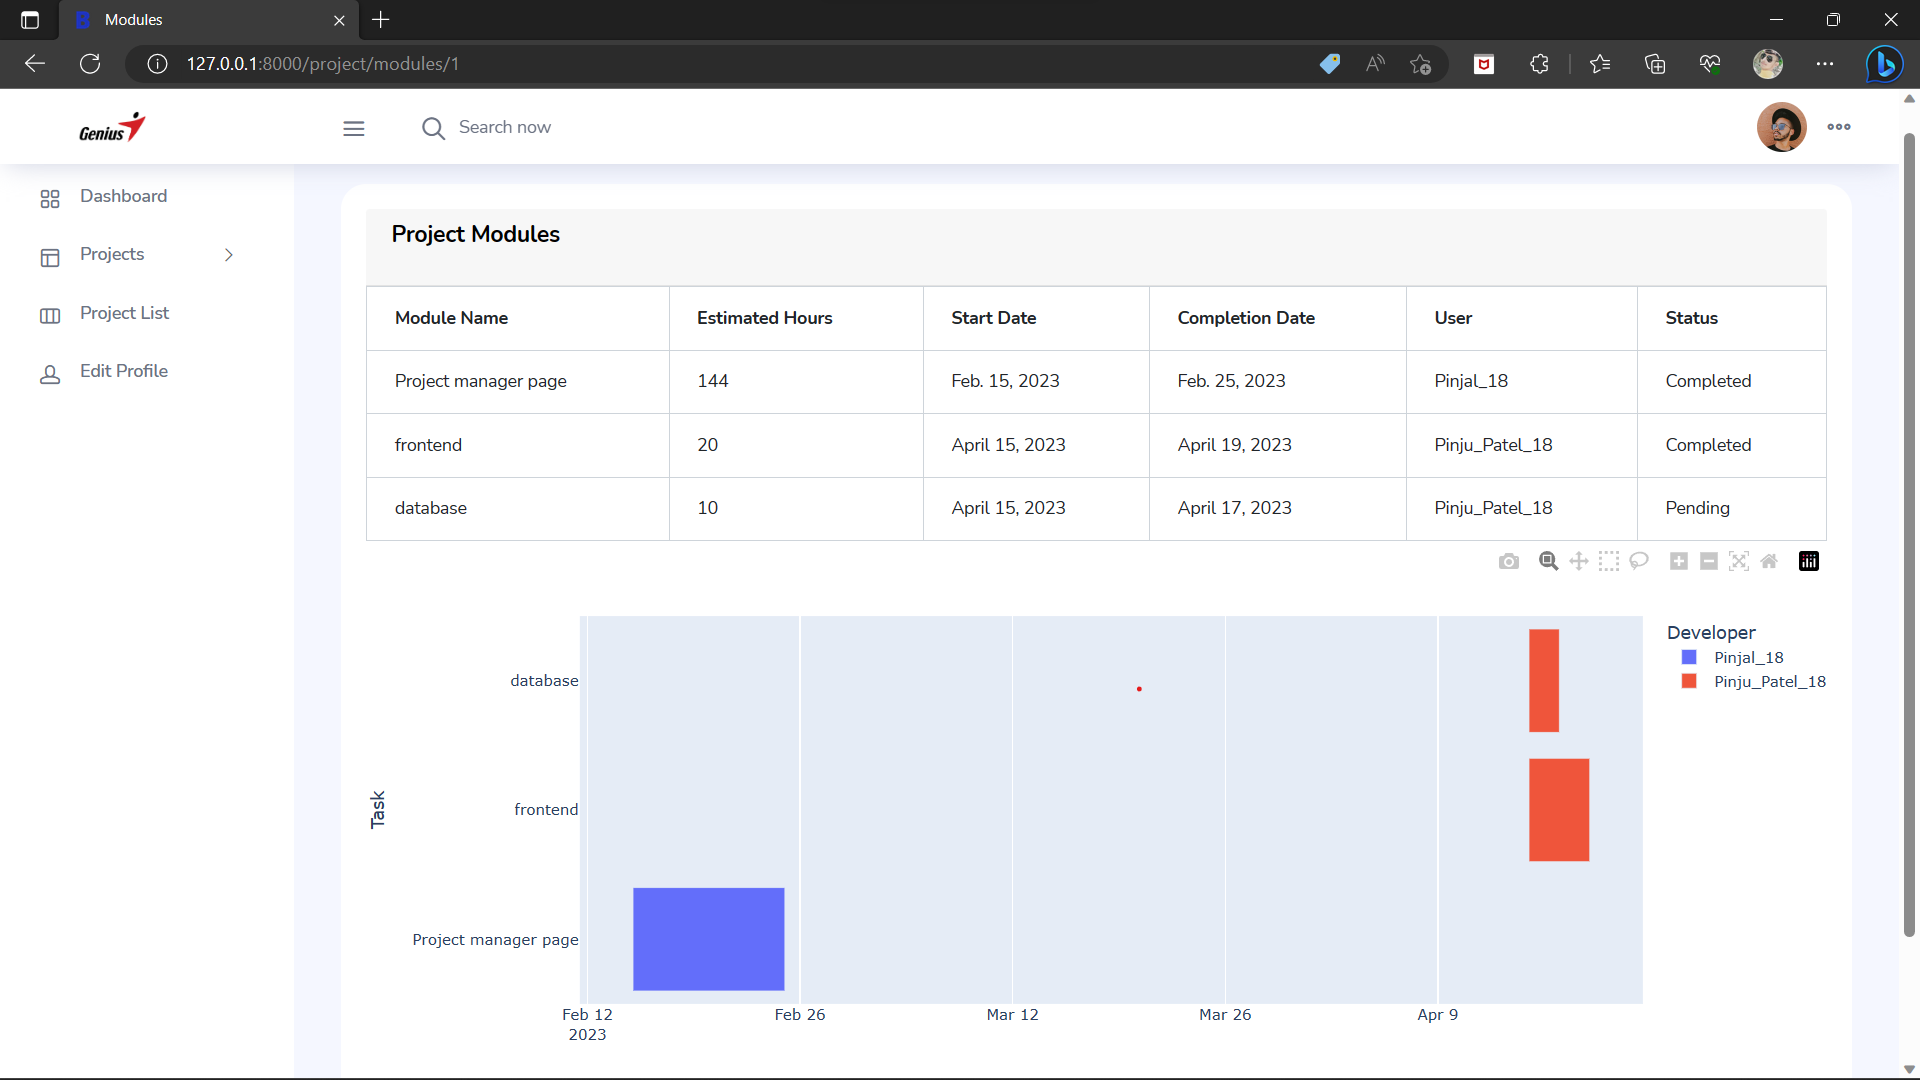 Modules
127.0.0.1:8000/project/modules/1
Genius
Search now
Dashboard
Projects
Project List
Edit Profile
Project Modules
Module Name Estimated Hours Start Date Completion Date User Status
Project manager page 144 Feb. 15, 2023 Feb. 25, 2023 Pinjal_18 Completed
frontend 20 April 15, 2023 April 19, 2023 Pinju_Patel_18 Completed
database 10 April 15, 2023 April 17, 2023 Pinju_Patel_18 Pending
Developer
Pinjal_18
Pinju_Patel_18
Task
database
frontend
Project manager page
Feb 12 Feb 26 Mar 12 Mar 26 Apr 9
2023